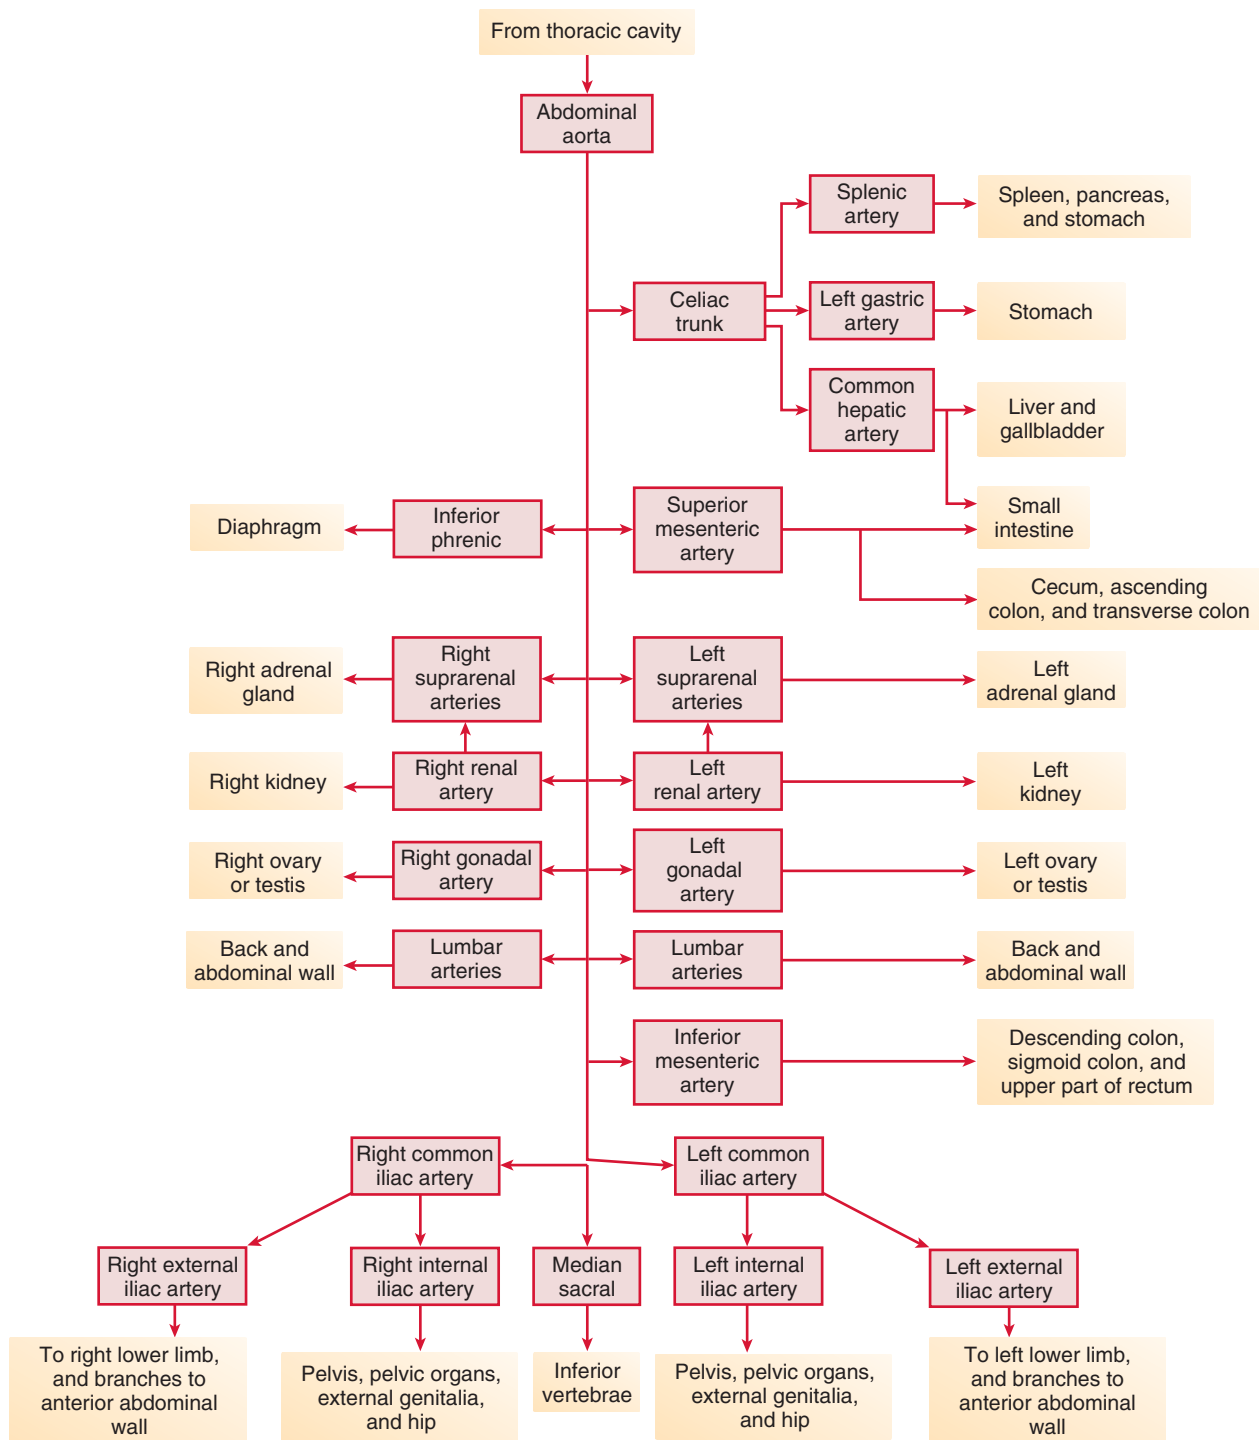 From thoracic cavity
Abdominal
aorta
Splenic
artery
Spleen, pancreas,
and stomach
Celiac
trunk
Left gastric
artery
Stomach
Common
hepatic
artery
Liver and
gallbladder
Diaphragm
Inferior
phrenic
Superior
mesenteric
artery
Small
intestine
Cecum, ascending
colon, and transverse colon
Right adrenal
gland
Right
suprarenal
arteries
Left
suprarenal
arteries
Left
adrenal gland
Right kidney
Right renal
artery
Left
renal artery
Left
kidney
Right ovary
or testis
Right gonadal
artery
Left
gonadal
artery
Left ovary
or testis
Back and
abdominal wall
Lumbar
arteries
Lumbar
arteries
Back and
abdominal wall
Inferior
mesenteric
artery
Descending colon,
sigmoid colon, and
upper part of rectum
Right common
iliac artery
Left common
iliac artery
Right external
iliac artery
Right internal
iliac artery
Median
sacral
Left internal
iliac artery
Left external
iliac artery
To right lower limb,
and branches to
anterior abdominal
wall
Pelvis, pelvic organs,
external genitalia,
and hip
Inferior
vertebrae
Pelvis, pelvic organs,
external genitalia,
and hip
To left lower limb,
and branches to
anterior abdominal
wall